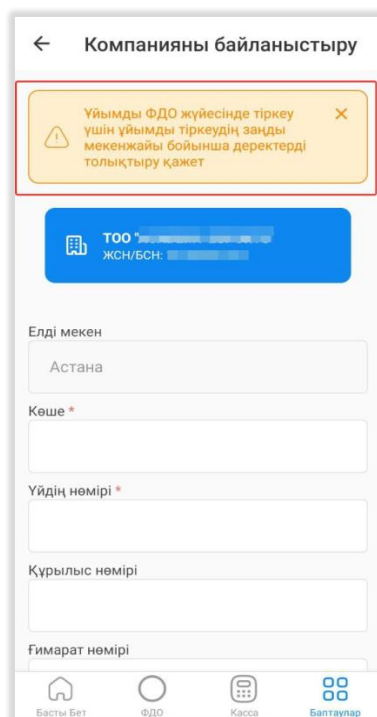 Компанияны байланыстыру
Ұйымды ФДО жүйесінде тіркеу
үшін ұйымды тіркеудің заңды
мекенжайы бойынша деректерді
толықтыру қажет
ТОО "
ЖСН/БСН:
Елді мекен
Астана
Көше *
Үйдің нөмірі *
Құрылыс нөмірі
Ғимарат нөмірі
Басты Бет
ФДО
Касса
Баптаулар